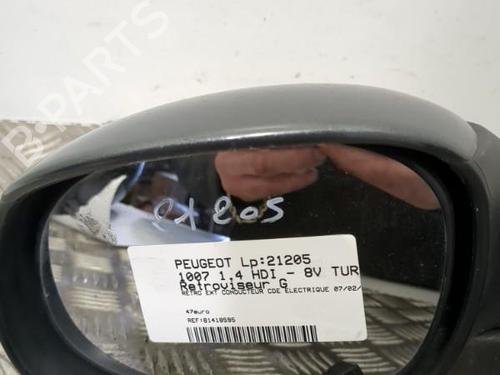 B-PARTS
21205
PEUGEOT Lp:21205
1007 1.4 HDI - 8V TUR
Retroviseur G
RETRO EXT CONDUCTEUR CDE ELECTRIQUE 07/02/
47euro
REF:81418595